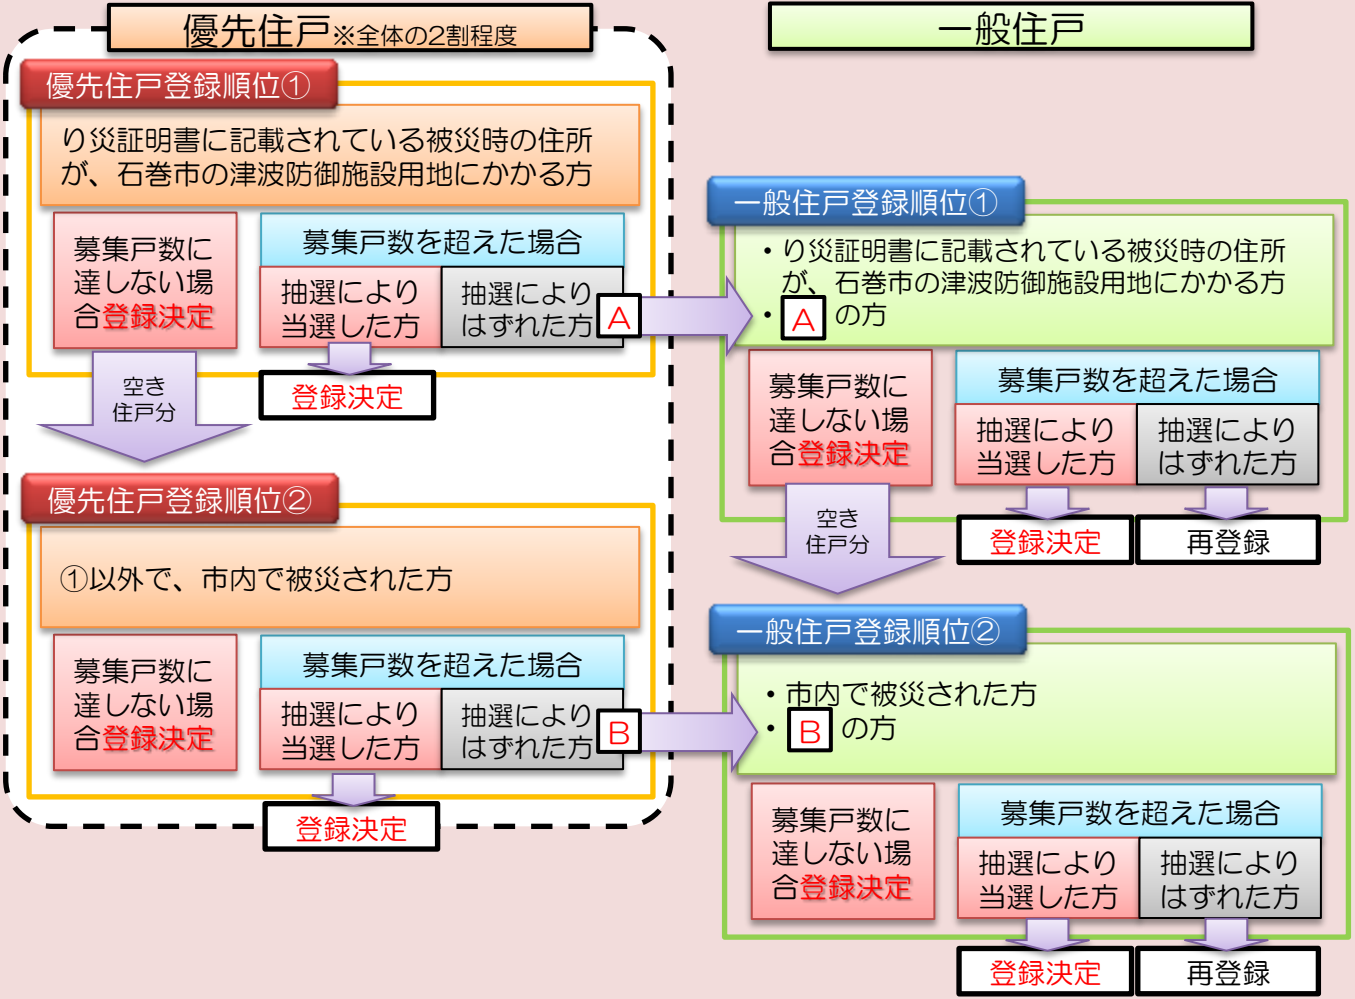 優先住戸※全体の2割程度
優先住戸登録順位①
り災証明書に記載されている被災時の住所
が、石巻市の津波防御施設用地にかかる方
募集戸数に
達しない場
合登録決定
募集戸数を超えた場合
抽選により
当選した方
抽選により
はずれた方
A
登録決定
空き
住戸分
優先住戸登録順位②
①以外で、市内で被災された方
募集戸数に
達しない場
合登録決定
募集戸数を超えた場合
抽選により
当選した方
抽選により
はずれた方
B
登録決定
一般住戸
一般住戸登録順位①
・り災証明書に記載されている被災時の住所
が、石巻市の津波防御施設用地にかかる方
・Aの方
募集戸数に
達しない場
合登録決定
募集戸数を超えた場合
抽選により
当選した方
抽選により
はずれた方
登録決定
再登録
空き
住戸分
一般住戸登録順位②
・市内で被災された方
・Bの方
募集戸数に
達しない場
合登録決定
募集戸数を超えた場合
抽選により
当選した方
抽選により
はずれた方
登録決定
再登録